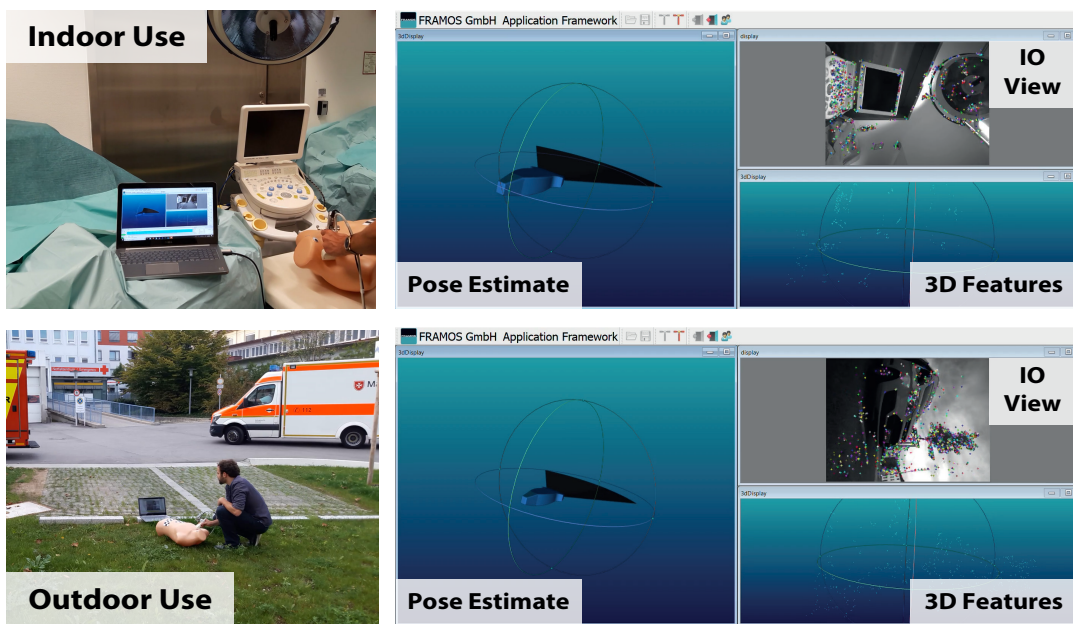 Indoor Use
FRAMOS GmbH Application Framework
3dDisplay
display
IO
View
3dDisplay
Pose Estimate
3D Features
Outdoor Use
FRAMOS GmbH Application Framework
3dDisplay
display
IO
View
3dDisplay
Pose Estimate
3D Features